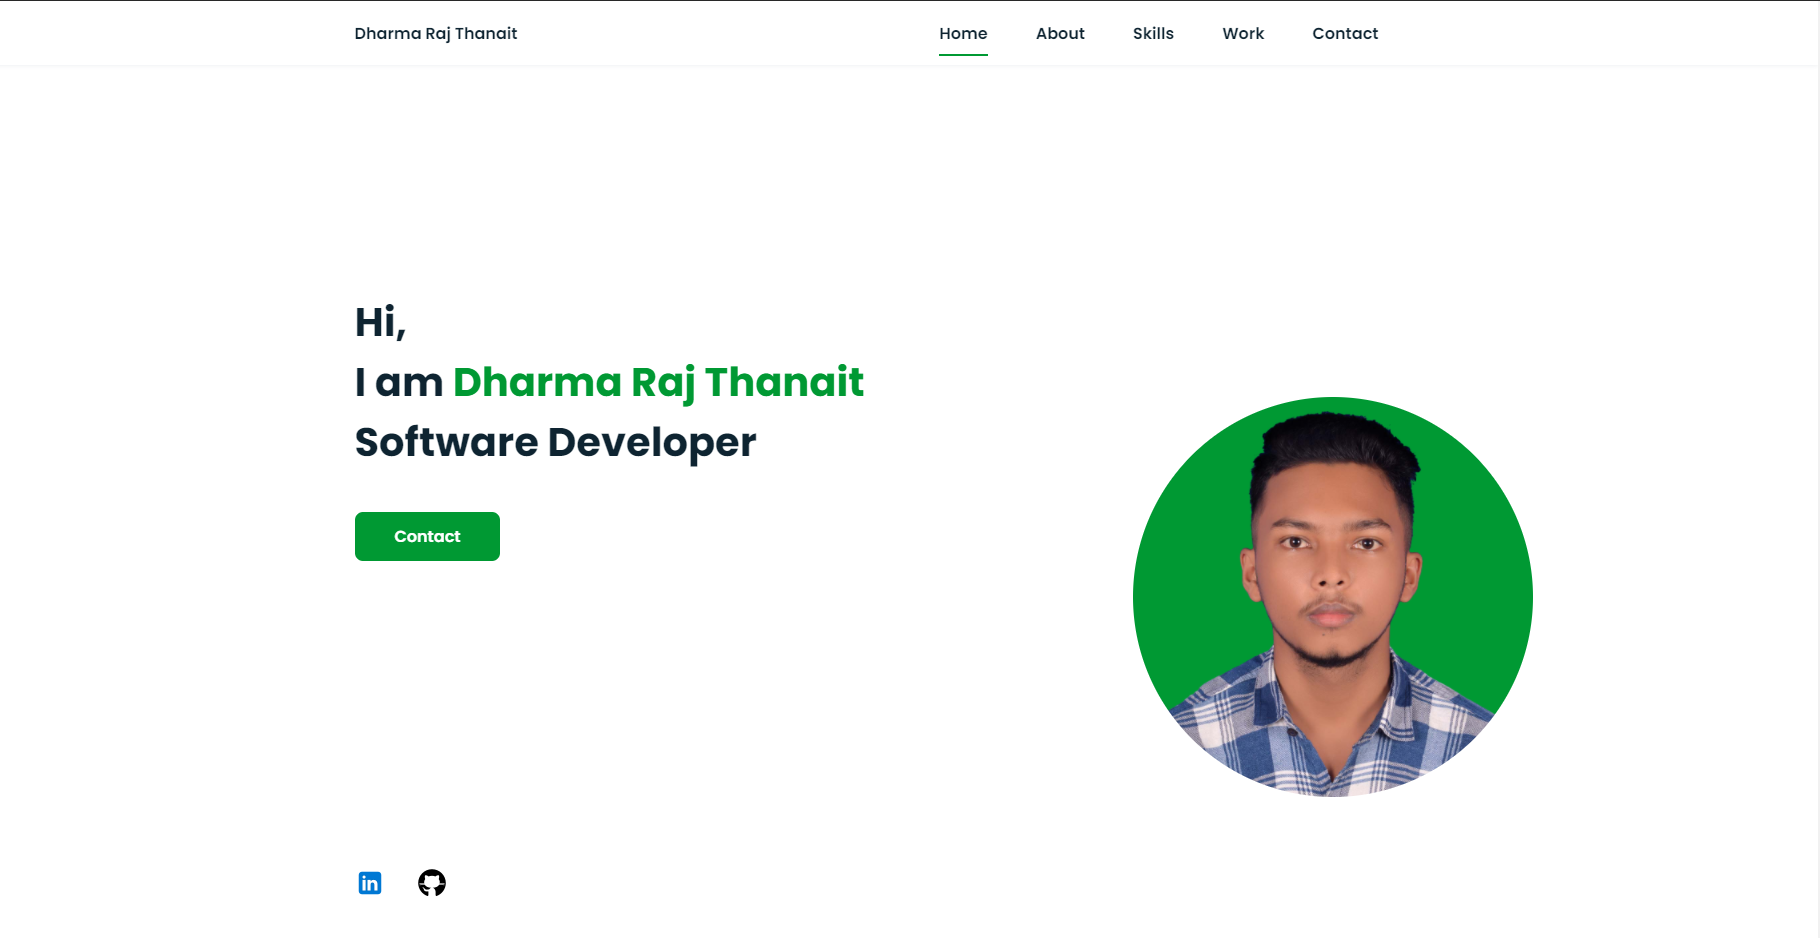 Dharma Raj Thanait
Home About Skills Work Contact
Hi,
I am Dharma Raj Thanait
Software Developer
Contact
in